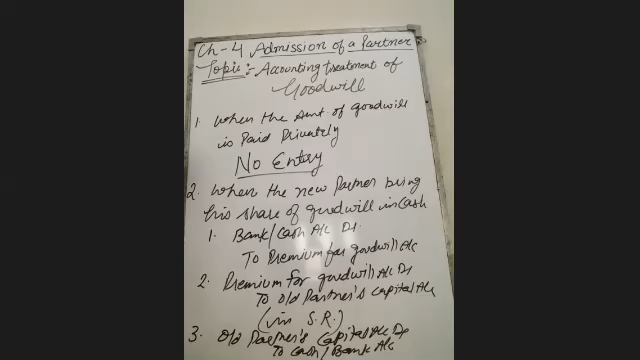 Ch-4 Admission of a Partner
Topic:- Accounting treatment of
Goodwill
1. When the Amt. of goodwill
is Paid Privately
No Entry
2. When the new Partner bring
his share of goodwill in Cash
1. Bank/Cash A/c Dr.
To Premium for goodwill A/c
2. Premium for goodwill A/c Dr
To Old Partner's Capital A/c
(in S.R.)
3. Old Partner's Capital A/c Dr
To Cash/Bank A/c